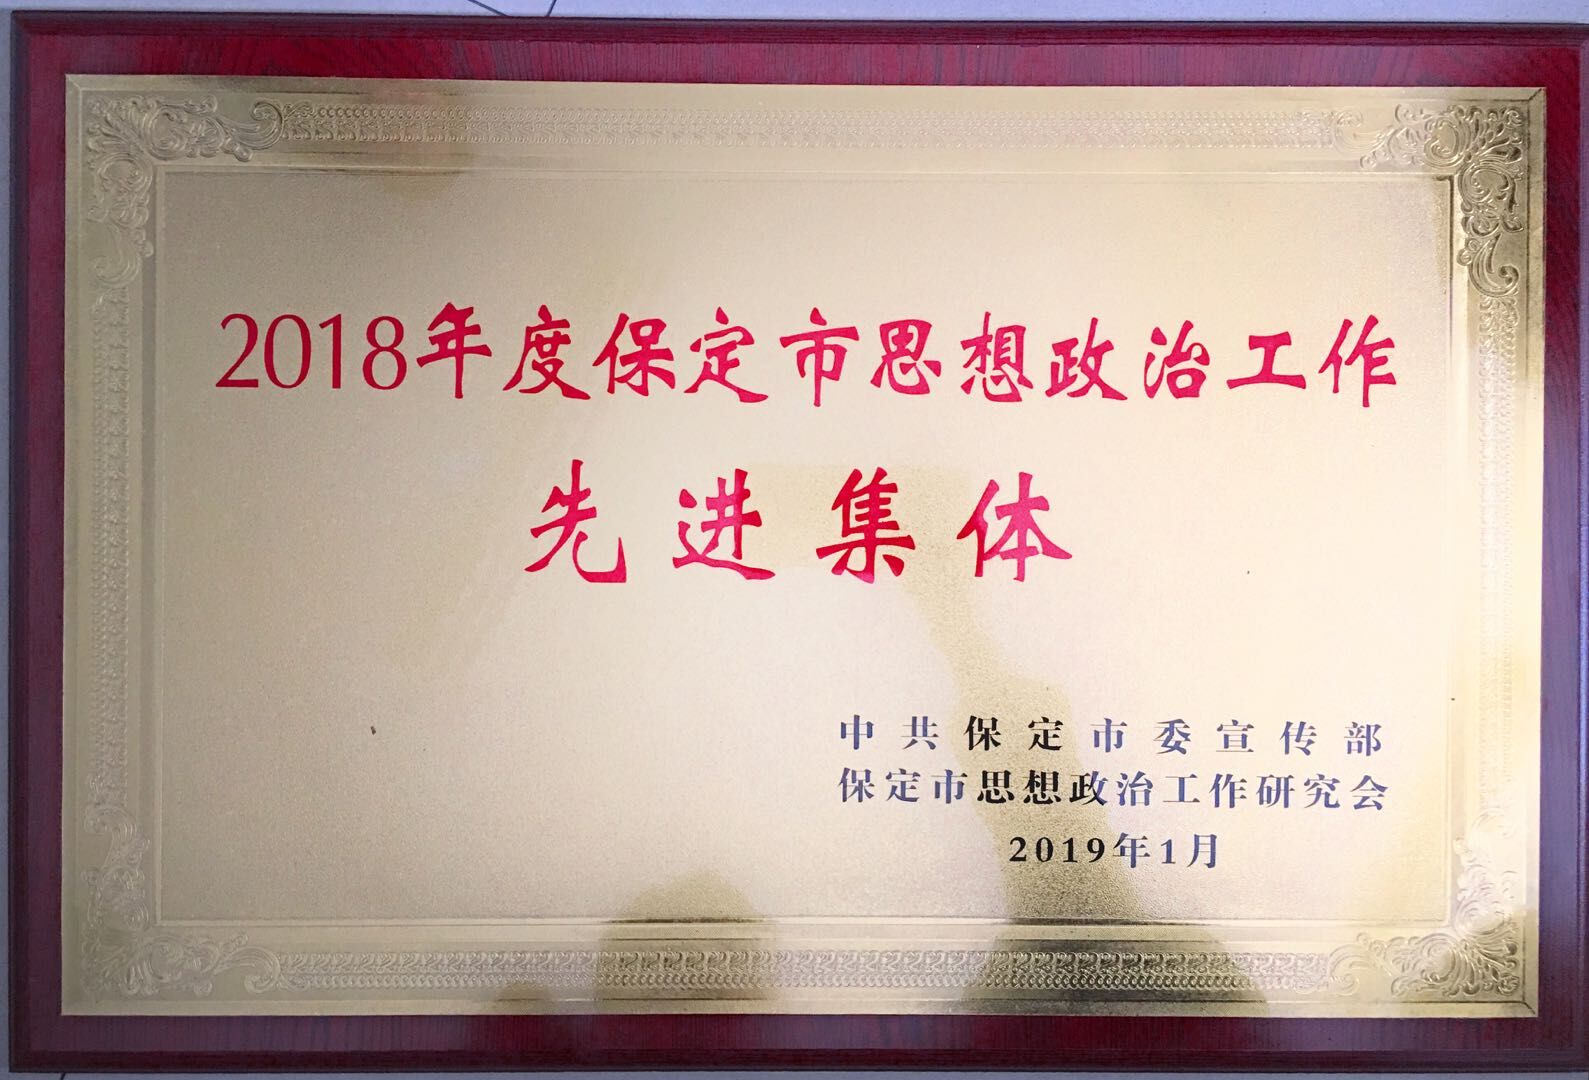 2018年度保定市思想政治工作
先进集体
中共保定市委宣传部
保定市思想政治工作研究会
2019年1月